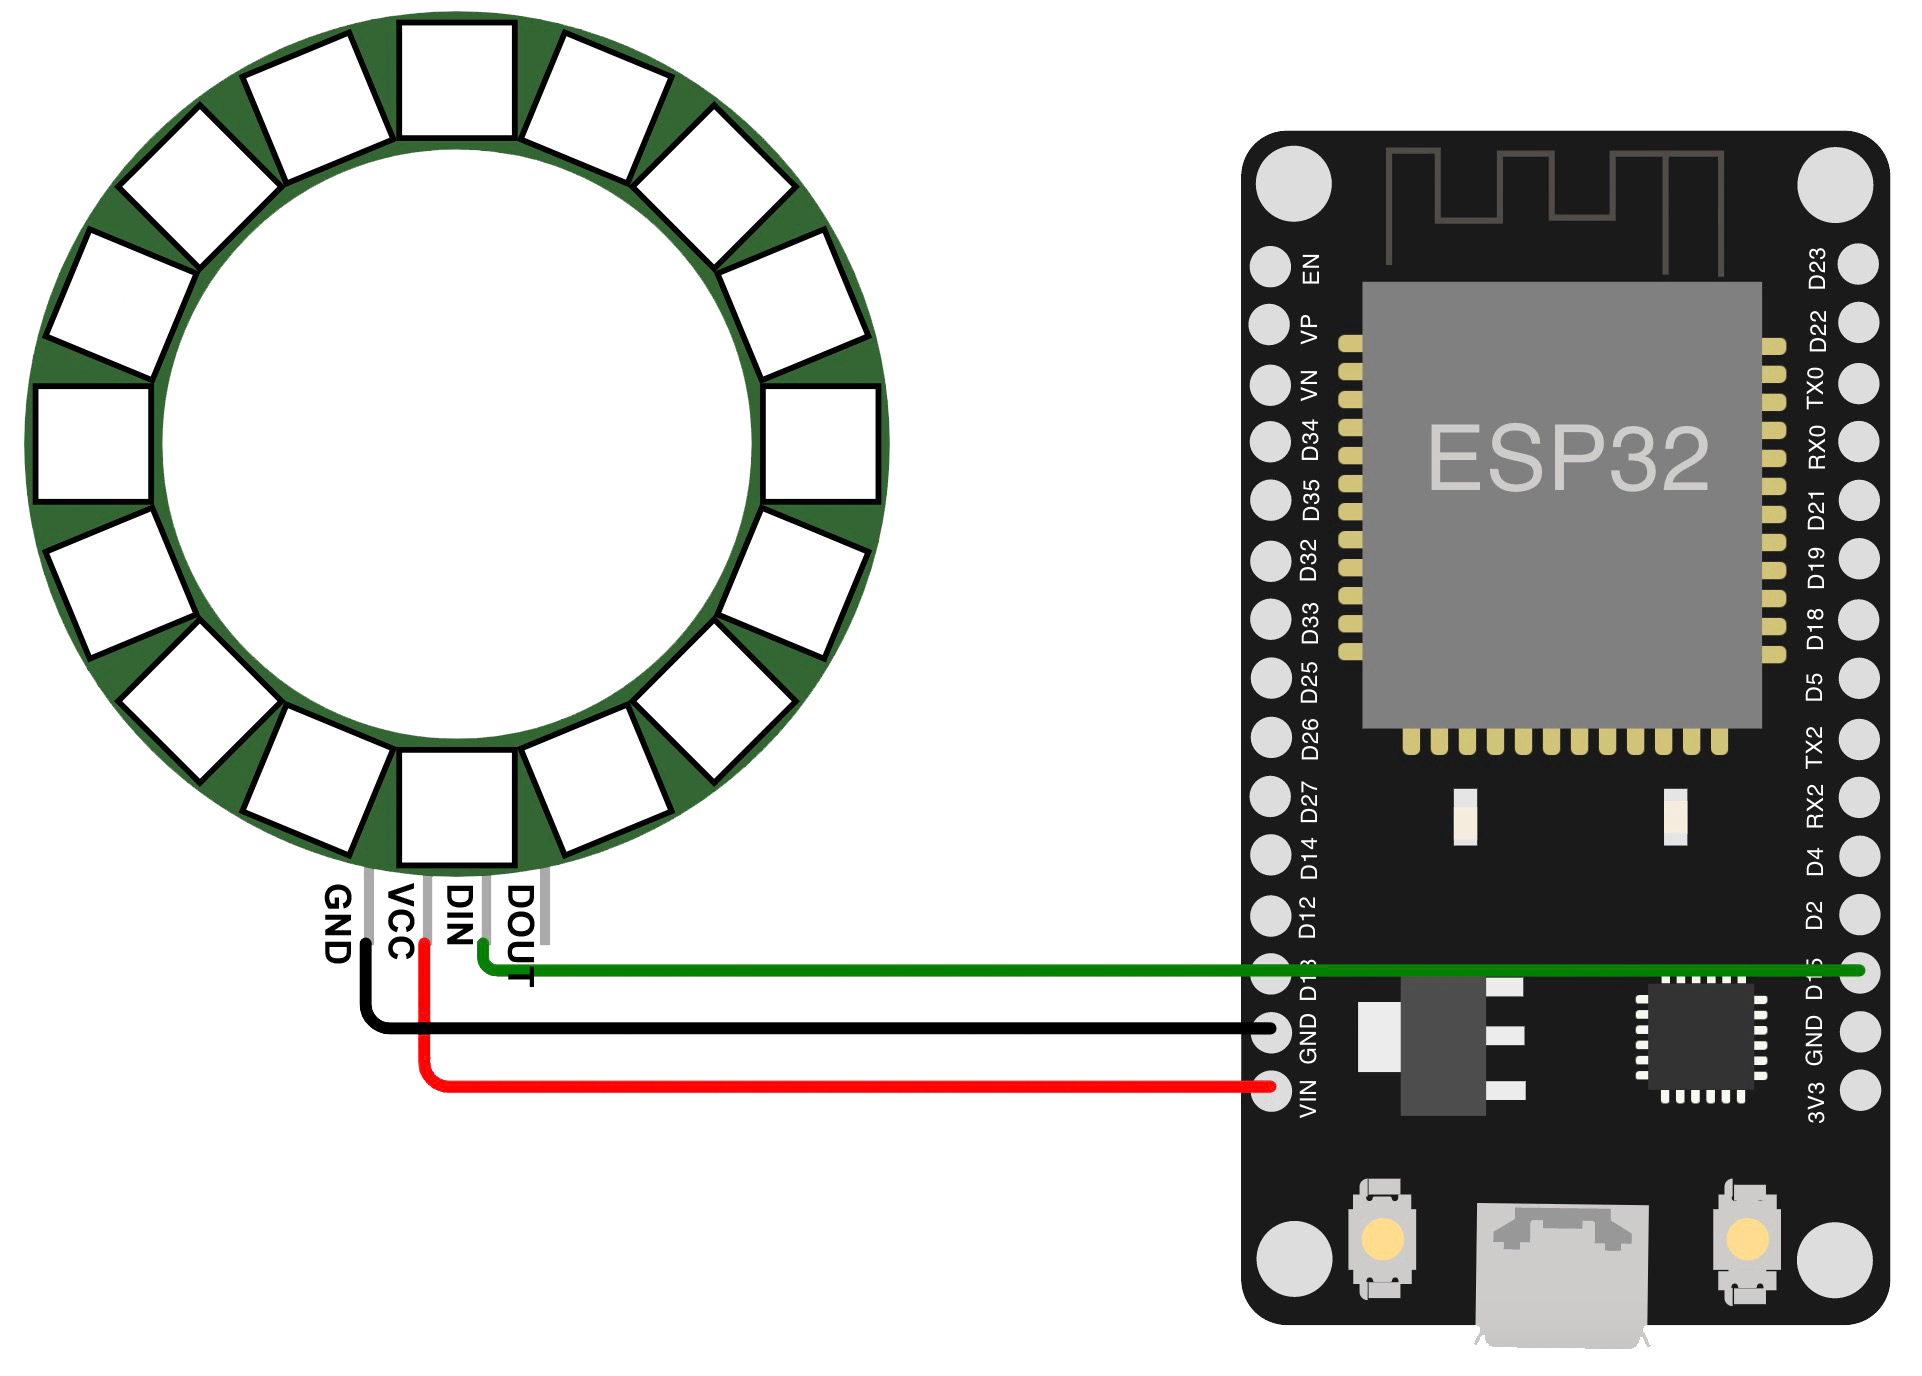 GND
VCC
DIN
DOUT
ESP32
EN
VP
VN
D34
D35
D32
D33
D25
D26
D27
D14
D12
D13
GND
VIN
D23
D22
TX0
RX0
D21
D19
D18
D5
TX2
RX2
D4
D2
D15
GND
3V3